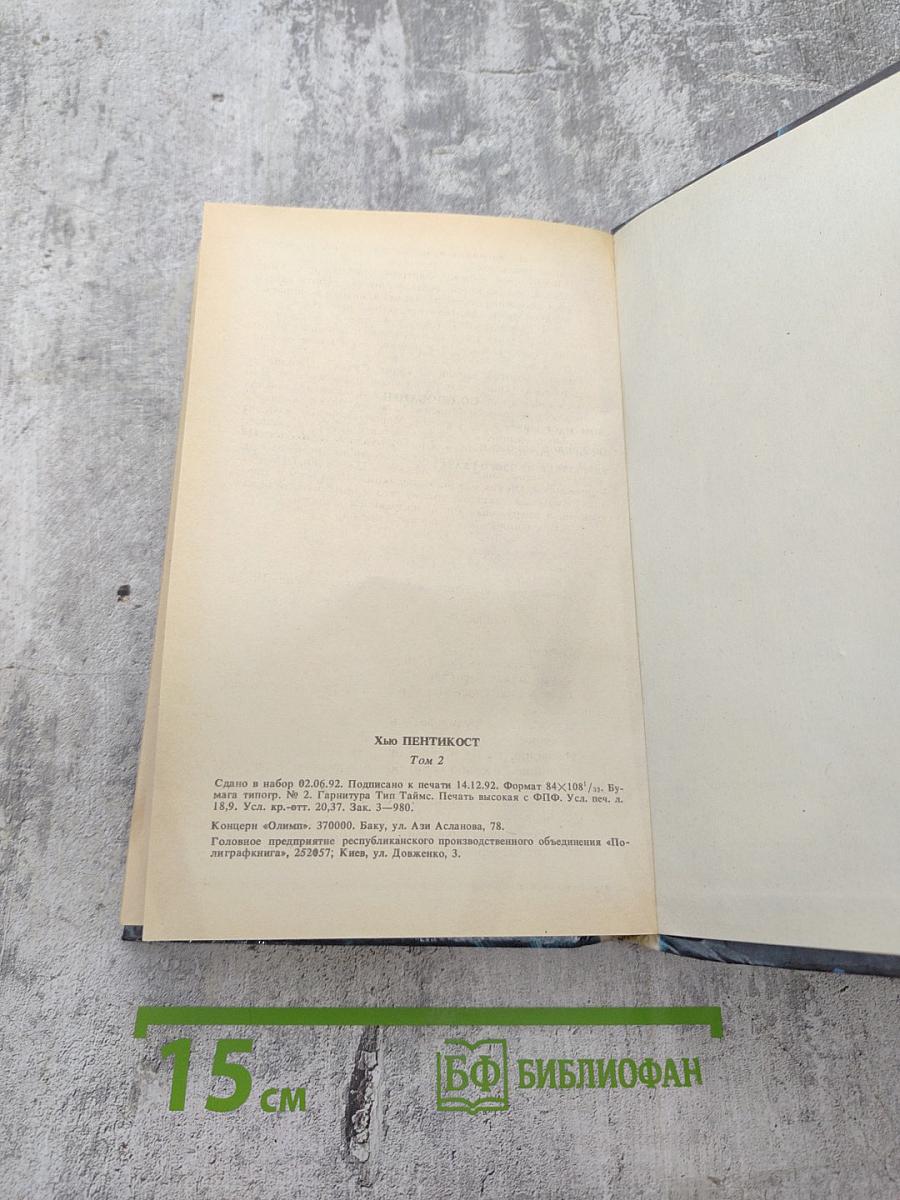 Хью ПЕНТИКОСТ
Том 2
Сдано в набор 02.06.92. Подписано к печати 14.12.92. Формат 84×108¹/₃₂. Бу-
мага типогр. № 2. Гарнитура Тип Таймс. Печать высокая с ФПФ. Усл. печ. л.
18,9. Усл. кр.-отт. 20,37. Зак. 3—980.
Концерн «Олимп». 370000. Баку, ул. Ази Асланова, 78.
Головное предприятие республиканского производственного объединения «По-
лиграфкнига», 252057; Киев, ул. Довженко, 3.
15 см
БФ БИБЛИОФАН